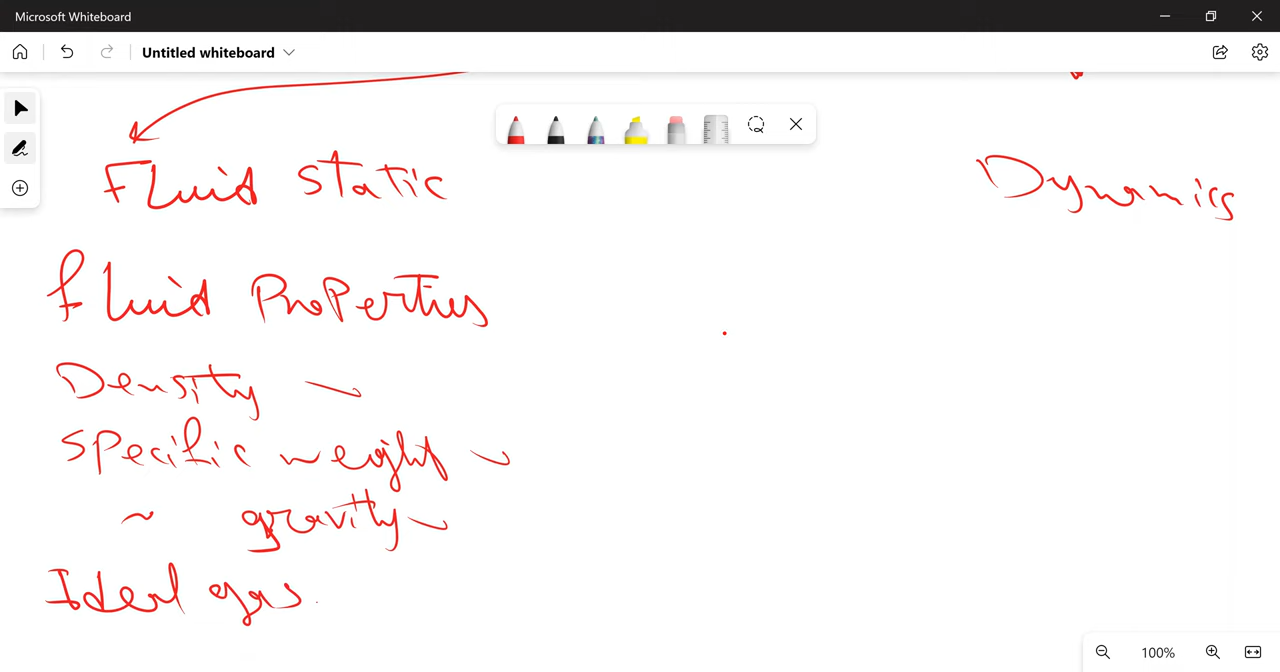 Microsoft Whiteboard
Untitled whiteboard
Fluid Static
Dynamics
fluid Properties
Density
Specific weight
~ gravity
Ideal gas
100%